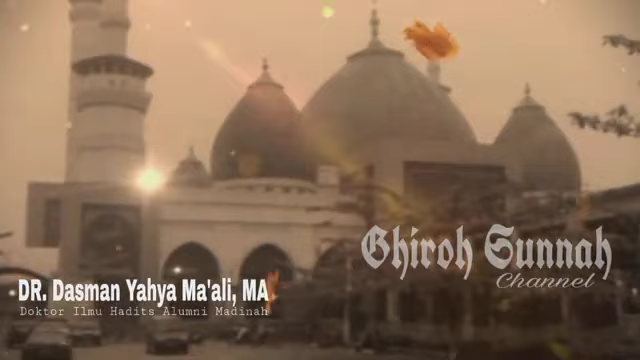 Ghiroh Sunnah
Channel
DR. Dasman Yahya Ma'ali, MA
Doktor Ilmu Hadits Alumni Madinah